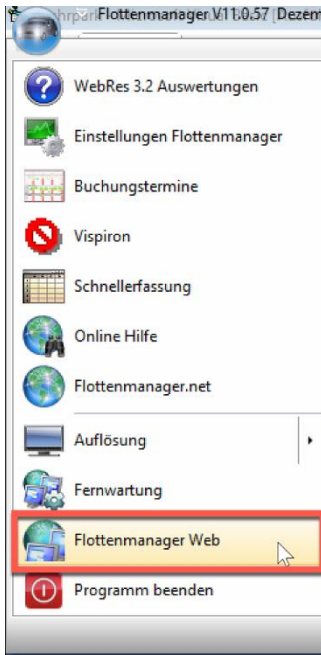 Flottenmanager V11.0.57 Dezem
WebRes 3.2 Auswertungen
Einstellungen Flottenmanager
Buchungstermine
Vispiron
Schnellerfassung
Online Hilfe
Flottenmanager.net
Auflösung
Fernwartung
Flottenmanager Web
Programm beenden